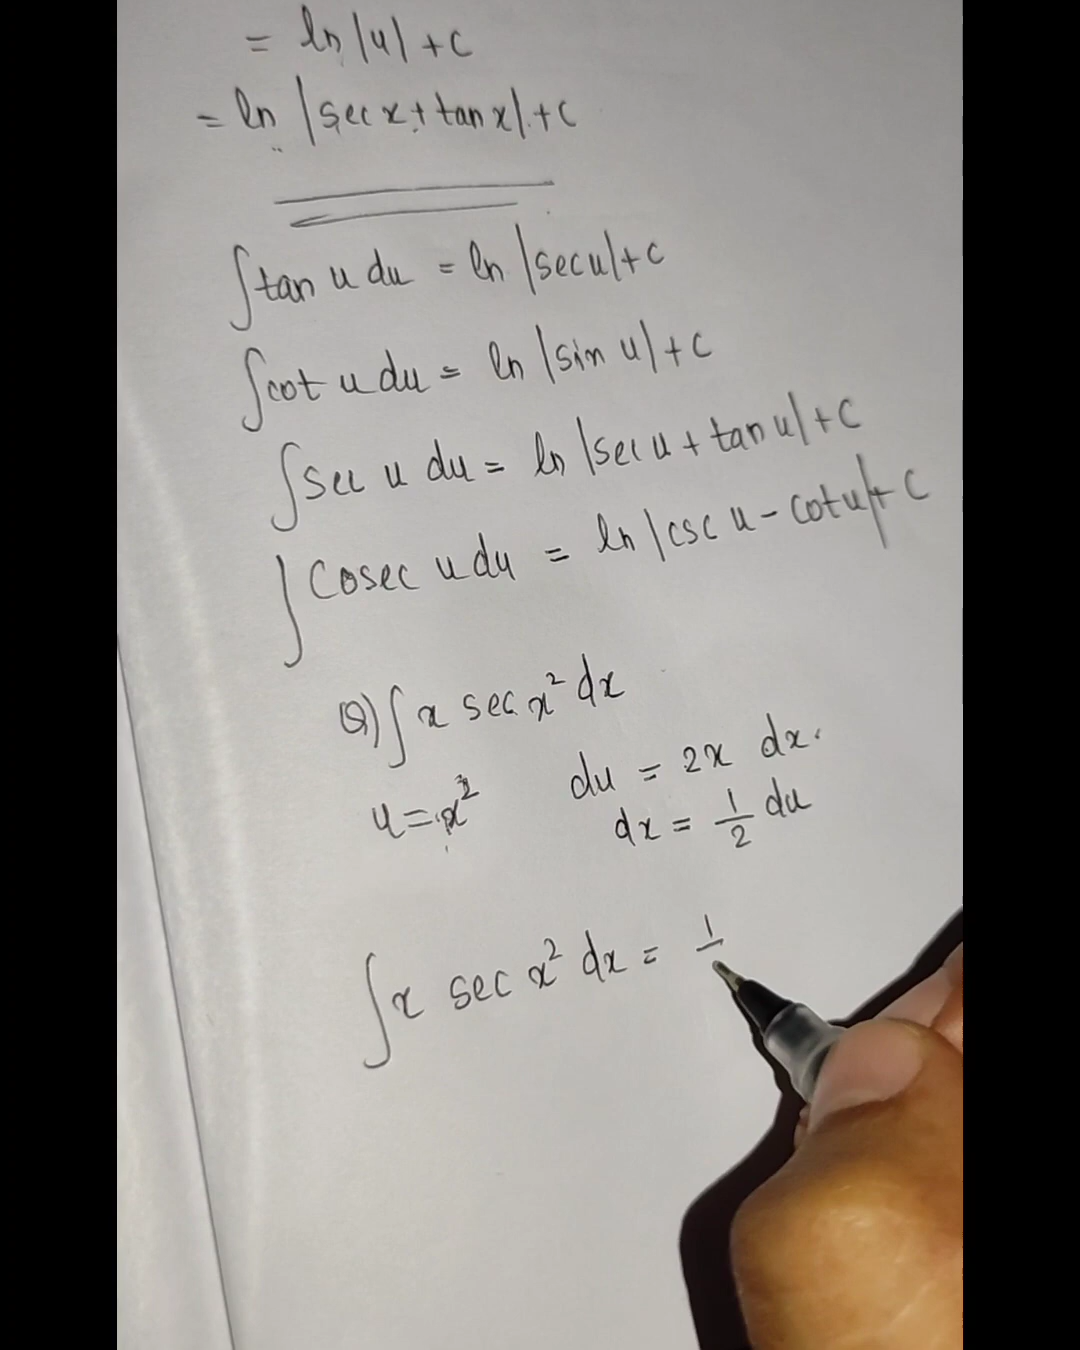 = ln |u| + c
= ln |sec x + tan x| + c
∫ tan u du = ln |sec u| + c
∫ cot u du = ln |sin u| + c
∫ sec u du = ln |sec u + tan u| + c
∫ Cosec u du = ln |csc u - cot u| + c
Q) ∫ x sec x² dx
u = x² du = 2x dx.
dx = 1/2 du
∫ x sec x² dx = 1/